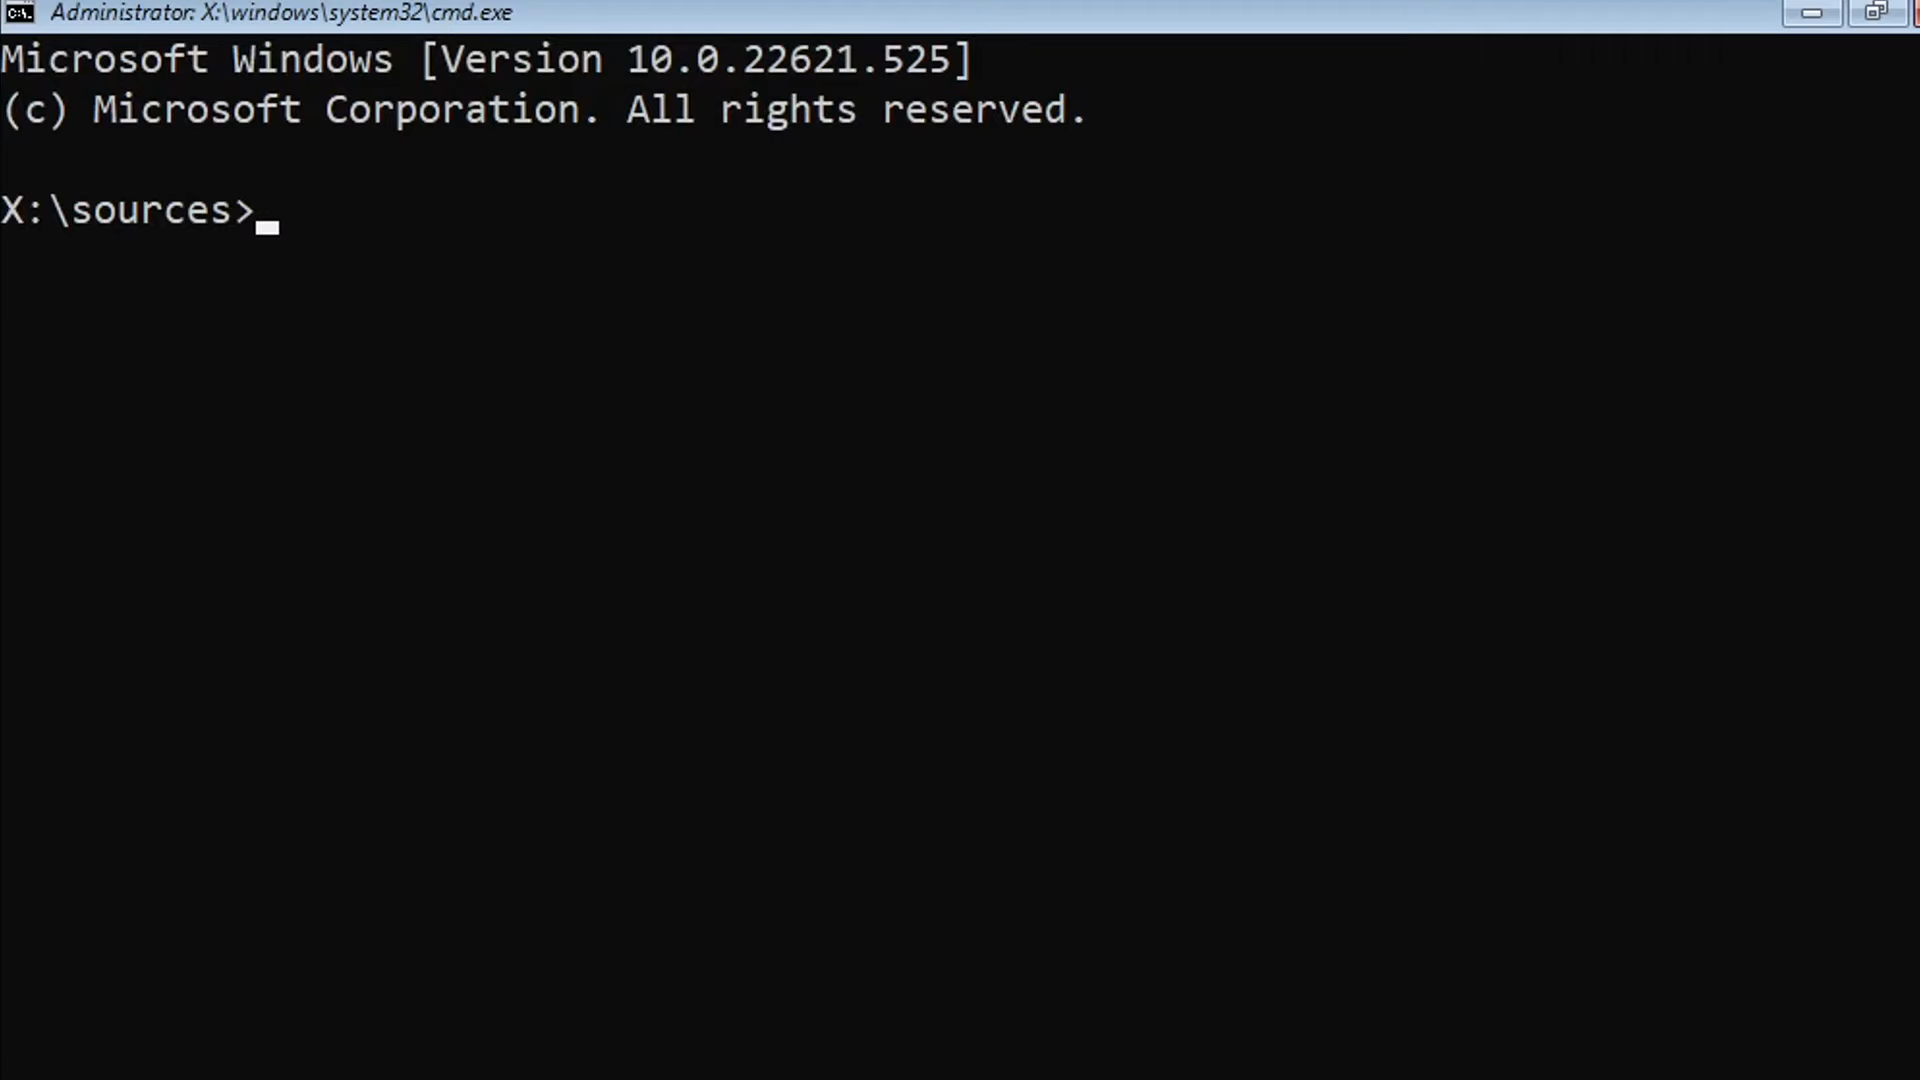 Administrator: X:\windows\system32\cmd.exe
Microsoft Windows [Version 10.0.22621.525]
(c) Microsoft Corporation. All rights reserved.
X:\sources>